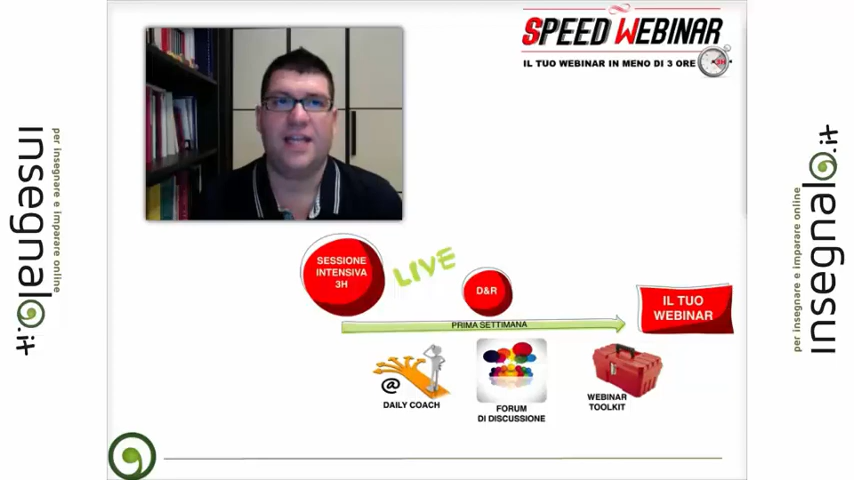 SPEED WEBINAR
IL TUO WEBINAR IN MENO DI 3 ORE
3H
Insegnalo.it
per insegnare e imparare online
SESSIONE
INTENSIVA
3H
LIVE
D&R
PRIMA SETTIMANA
IL TUO
WEBINAR
@
DAILY COACH
FORUM
DI DISCUSSIONE
WEBINAR
TOOLKIT
per insegnare e imparare online
Insegnalo.it